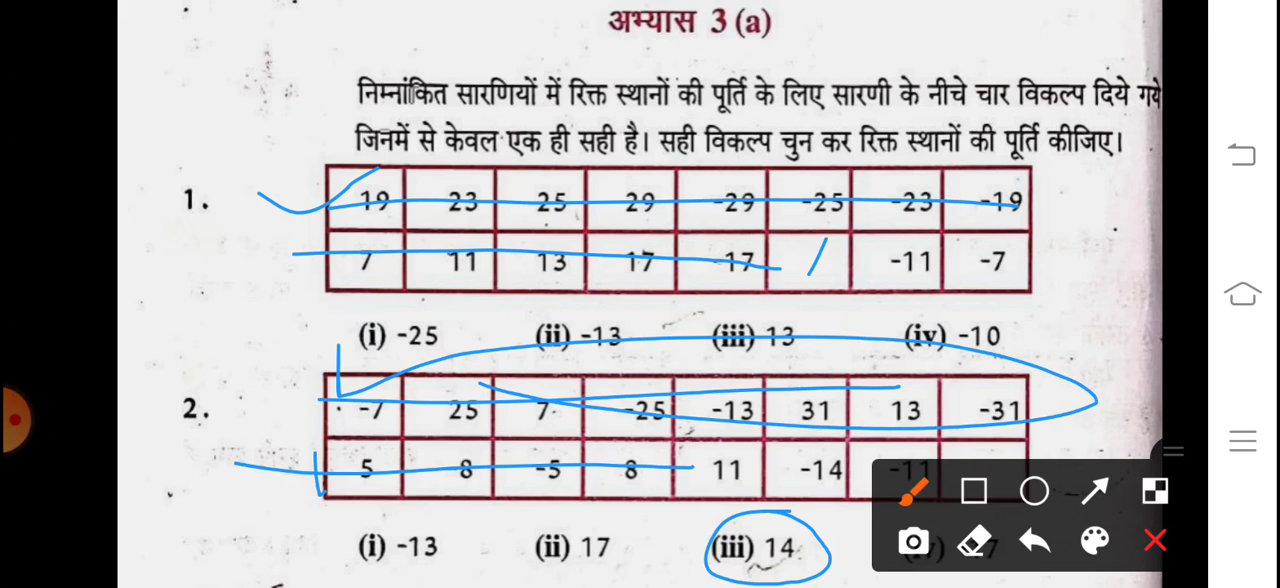 अभ्यास 3 (a)
निम्नांकित सारणियों में रिक्त स्थानों की पूर्ति के लिए सारणी के नीचे चार विकल्प दिये गये
जिनमें से केवल एक ही सही है। सही विकल्प चुन कर रिक्त स्थानों की पूर्ति कीजिए।
1. 19 23 25 29 -29 -25 -23 -19
7 11 13 17 -17 -11 -7
(i) -25 (ii) -13 (iii) 13 (iv) -10
2. -7 25 7 -25 -13 31 13 -31
5 8 -5 8 11 -14 -11
(i) -13 (ii) 17 (iii) 14